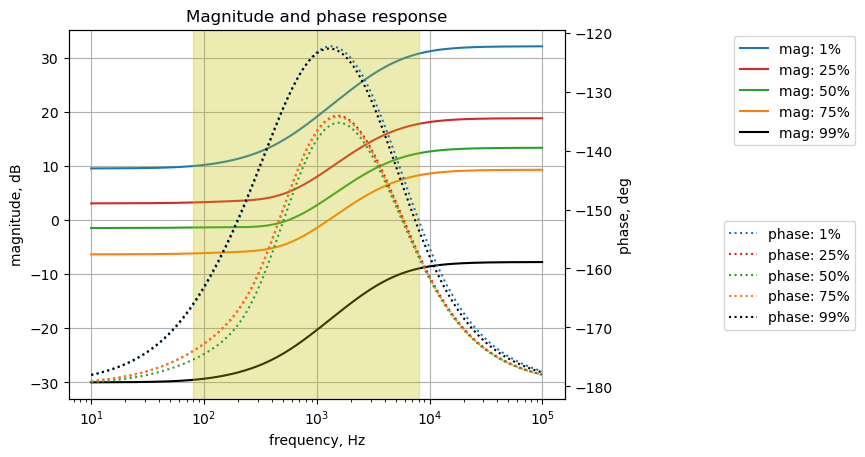 Magnitude and phase response
magnitude, dB
30
20
10
0
−10
−20
−30
10¹
10²
10³
10⁴
10⁵
frequency, Hz
−120
−130
−140
−150
−160
−170
−180
phase, deg
mag: 1%
mag: 25%
mag: 50%
mag: 75%
mag: 99%
phase: 1%
phase: 25%
phase: 50%
phase: 75%
phase: 99%